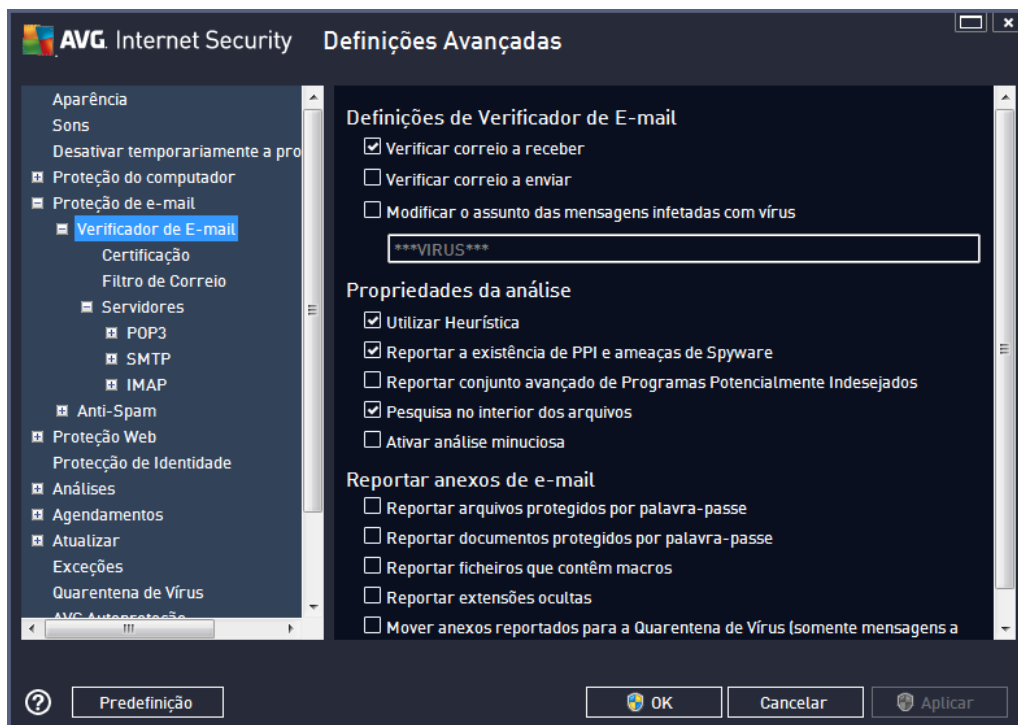 AVG. Internet Security
Definições Avançadas
Aparência
Sons
Desativar temporariamente a pro
Proteção do computador
Proteção de e-mail
Verificador de E-mail
Certificação
Filtro de Correio
Servidores
POP3
SMTP
IMAP
Anti-Spam
Proteção Web
Protecção de Identidade
Análises
Agendamentos
Atualizar
Exceções
Quarentena de Vírus
AVG Autoproteção
Definições de Verificador de E-mail
Verificar correio a receber
Verificar correio a enviar
Modificar o assunto das mensagens infetadas com vírus
***VIRUS***
Propriedades da análise
Utilizar Heurística
Reportar a existência de PPI e ameaças de Spyware
Reportar conjunto avançado de Programas Potencialmente Indesejados
Pesquisa no interior dos arquivos
Ativar análise minuciosa
Reportar anexos de e-mail
Reportar arquivos protegidos por palavra-passe
Reportar documentos protegidos por palavra-passe
Reportar ficheiros que contêm macros
Reportar extensões ocultas
Mover anexos reportados para a Quarentena de Vírus (somente mensagens a
Predefinição
OK
Cancelar
Aplicar